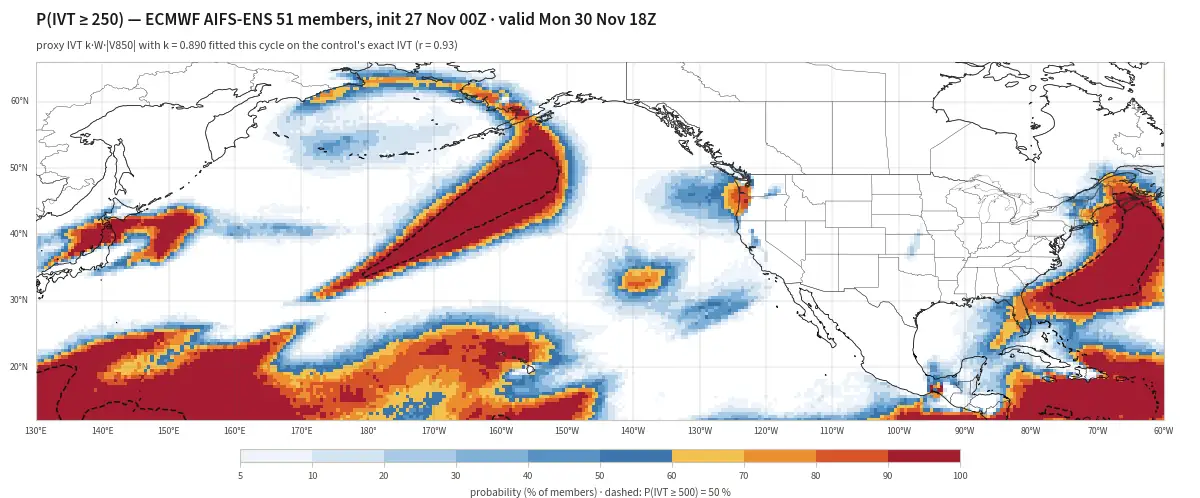 P(IVT ≥ 250) — ECMWF AIFS-ENS 51 members, init 27 Nov 00Z · valid Mon 30 Nov 18Z
proxy IVT k·W·|V850| with k = 0.890 fitted this cycle on the control's exact IVT (r = 0.93)
60°N
50°N
40°N
30°N
20°N
130°E 140°E 150°E 160°E 170°E 180° 170°W 160°W 150°W 140°W 130°W 120°W 110°W 100°W 90°W 80°W 70°W 60°W
5 10 20 30 40 50 60 70 80 90 100
probability (% of members) · dashed: P(IVT ≥ 500) = 50 %